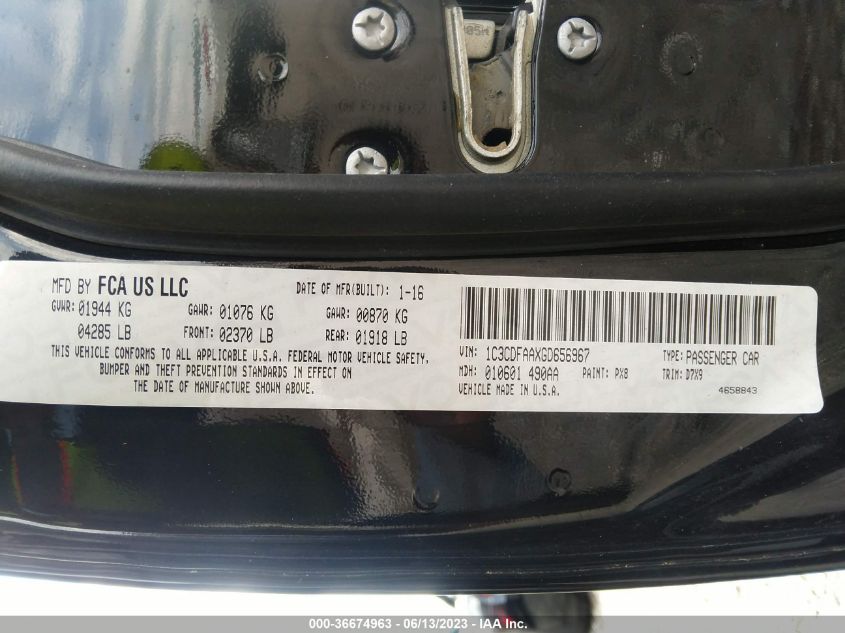 MFD BY FCA US LLC DATE OF MFR(BUILT): 1-16
GVWR: 01944 KG GAWR: 01076 KG GAWR: 00870 KG
04285 LB FRONT: 02370 LB REAR: 01918 LB
THIS VEHICLE CONFORMS TO ALL APPLICABLE U.S.A. FEDERAL MOTOR VEHICLE SAFETY,
BUMPER AND THEFT PREVENTION STANDARDS IN EFFECT ON
THE DATE OF MANUFACTURE SHOWN ABOVE.
VIN: 1C3CDFAAXGD656967 TYPE: PASSENGER CAR
MDH: 010601 490AA PAINT: PX8 TRIM: D7X9
VEHICLE MADE IN U.S.A. 4658843
000-36674963 - 06/13/2023 - IAA Inc.